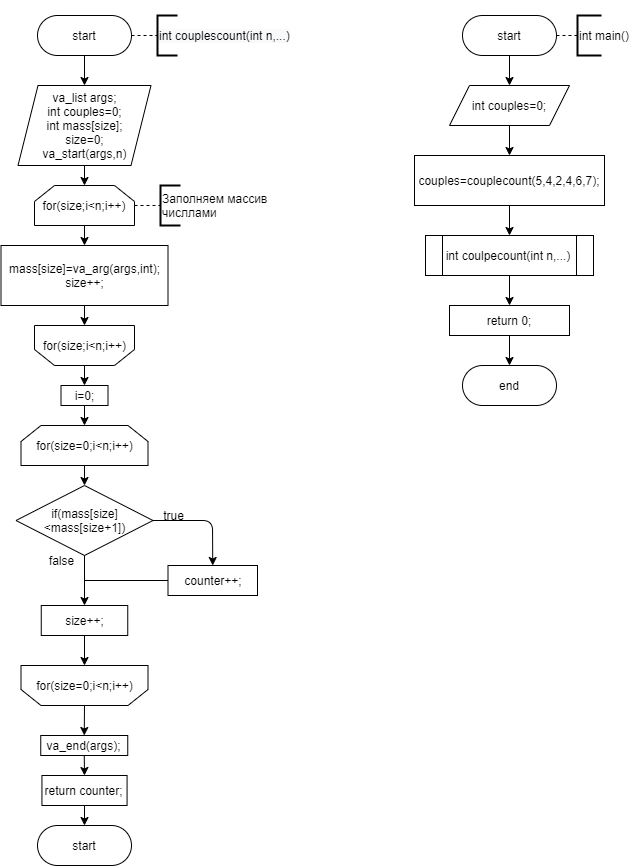 start
int couplescount(int n,...)
va_list args;
int couples=0;
int mass[size];
size=0;
va_start(args,n)
for(size;i<n;i++)
Заполняем массив
числлами
mass[size]=va_arg(args,int);
size++;
for(size;i<n;i++)
i=0;
for(size=0;i<n;i++)
if(mass[size]
<mass[size+1])
true
false
counter++;
size++;
for(size=0;i<n;i++)
va_end(args);
return counter;
start
start
int main()
int couples=0;
couples=couplecount(5,4,2,4,6,7);
int coulpecount(int n,...)
return 0;
end